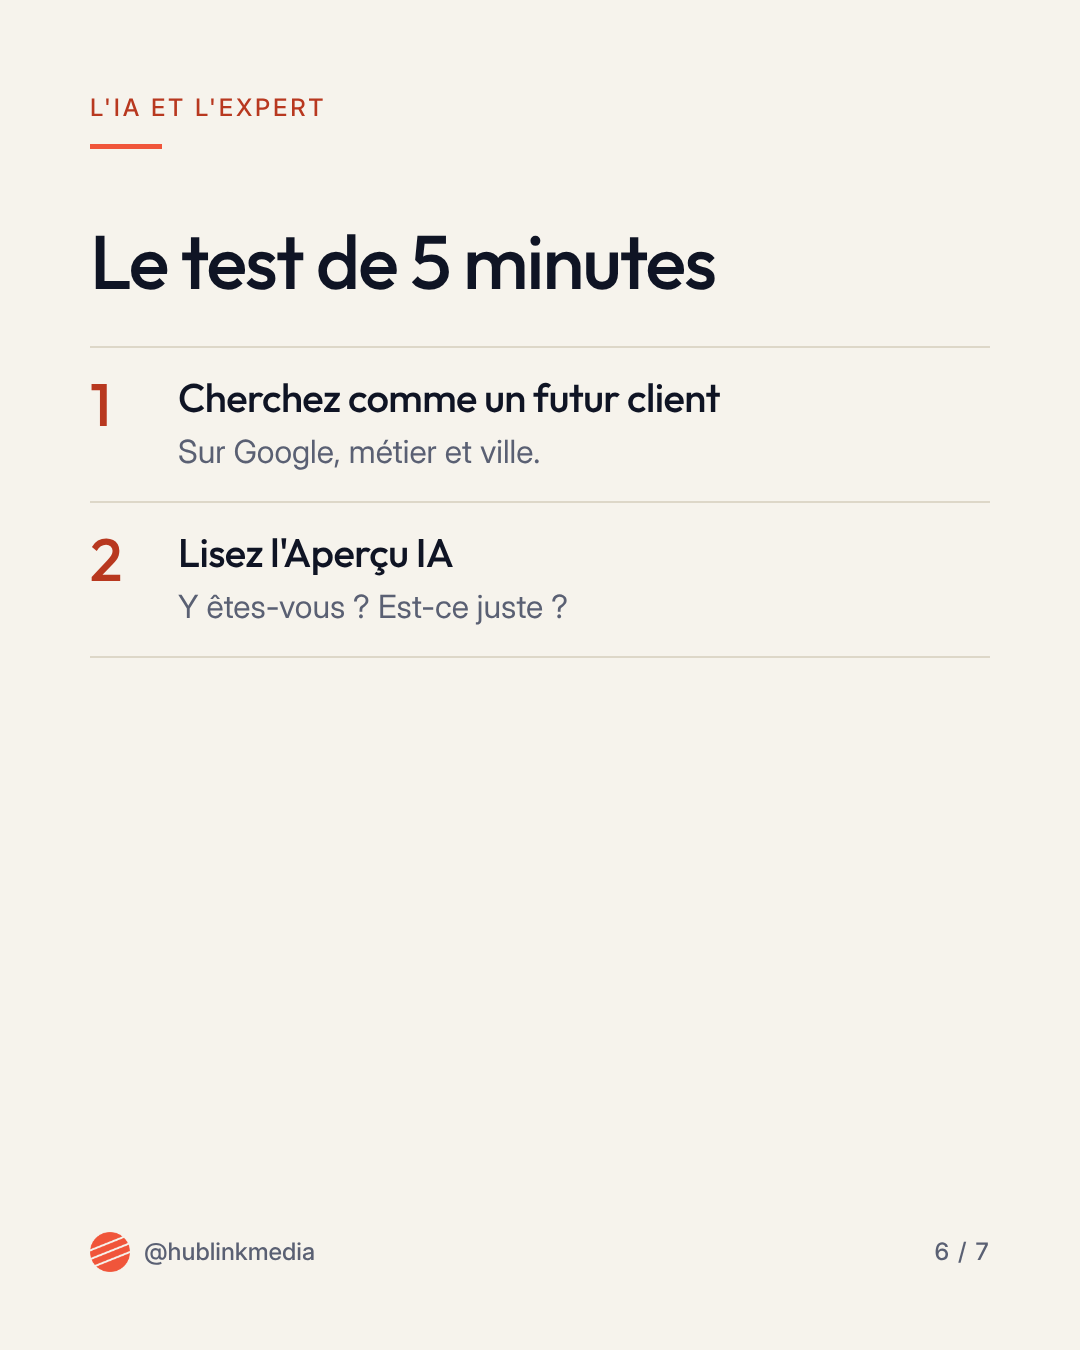 L'IA ET L'EXPERT
Le test de 5 minutes
1
Cherchez comme un futur client
Sur Google, métier et ville.
2
Lisez l'Aperçu IA
Y êtes-vous ? Est-ce juste ?
@hublinkmedia
6 / 7